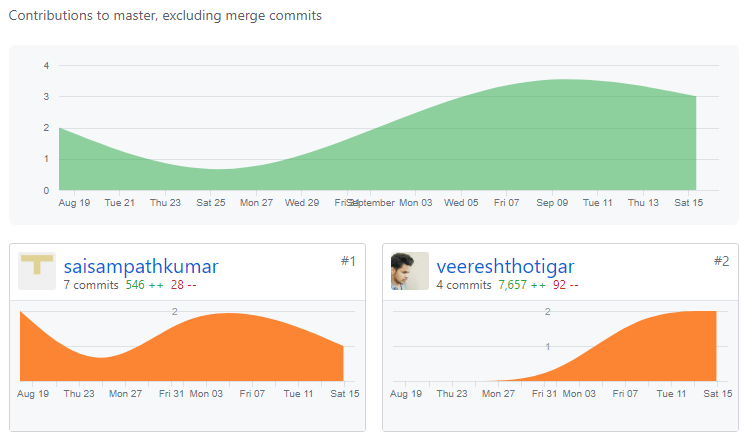 Contributions to master, excluding merge commits
4
3
2
1
0
Aug 19 Tue 21 Thu 23 Sat 25 Mon 27 Wed 29 Fri 31 September Mon 03 Wed 05 Fri 07 Sep 09 Tue 11 Thu 13 Sat 15
saisampathkumar #1
7 commits 546 ++ 28 --
2
Aug 19 Thu 23 Mon 27 Fri 31 Mon 03 Fri 07 Tue 11 Sat 15
veereshthotigar #2
4 commits 7,657 ++ 92 --
2
1
Aug 19 Thu 23 Mon 27 Fri 31 Mon 03 Fri 07 Tue 11 Sat 15